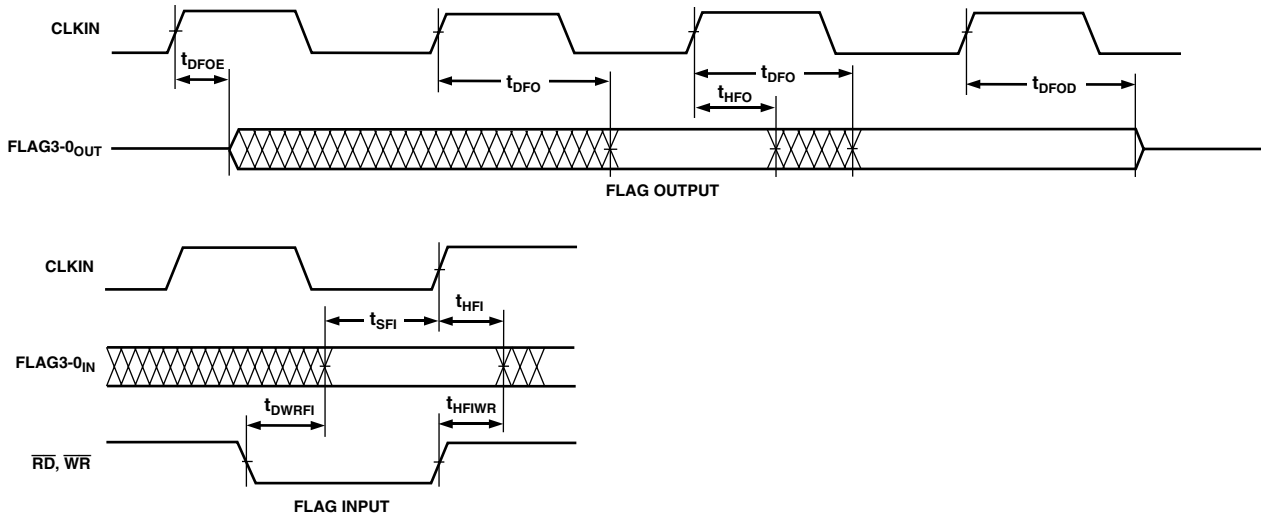 CLKIN
tDFOE
tDFO
tDFO
tHFO
tDFOD
FLAG3-0OUT
FLAG OUTPUT
CLKIN
tSFI
tHFI
FLAG3-0IN
tDWRFI
tHFIWR
RD, WR
FLAG INPUT